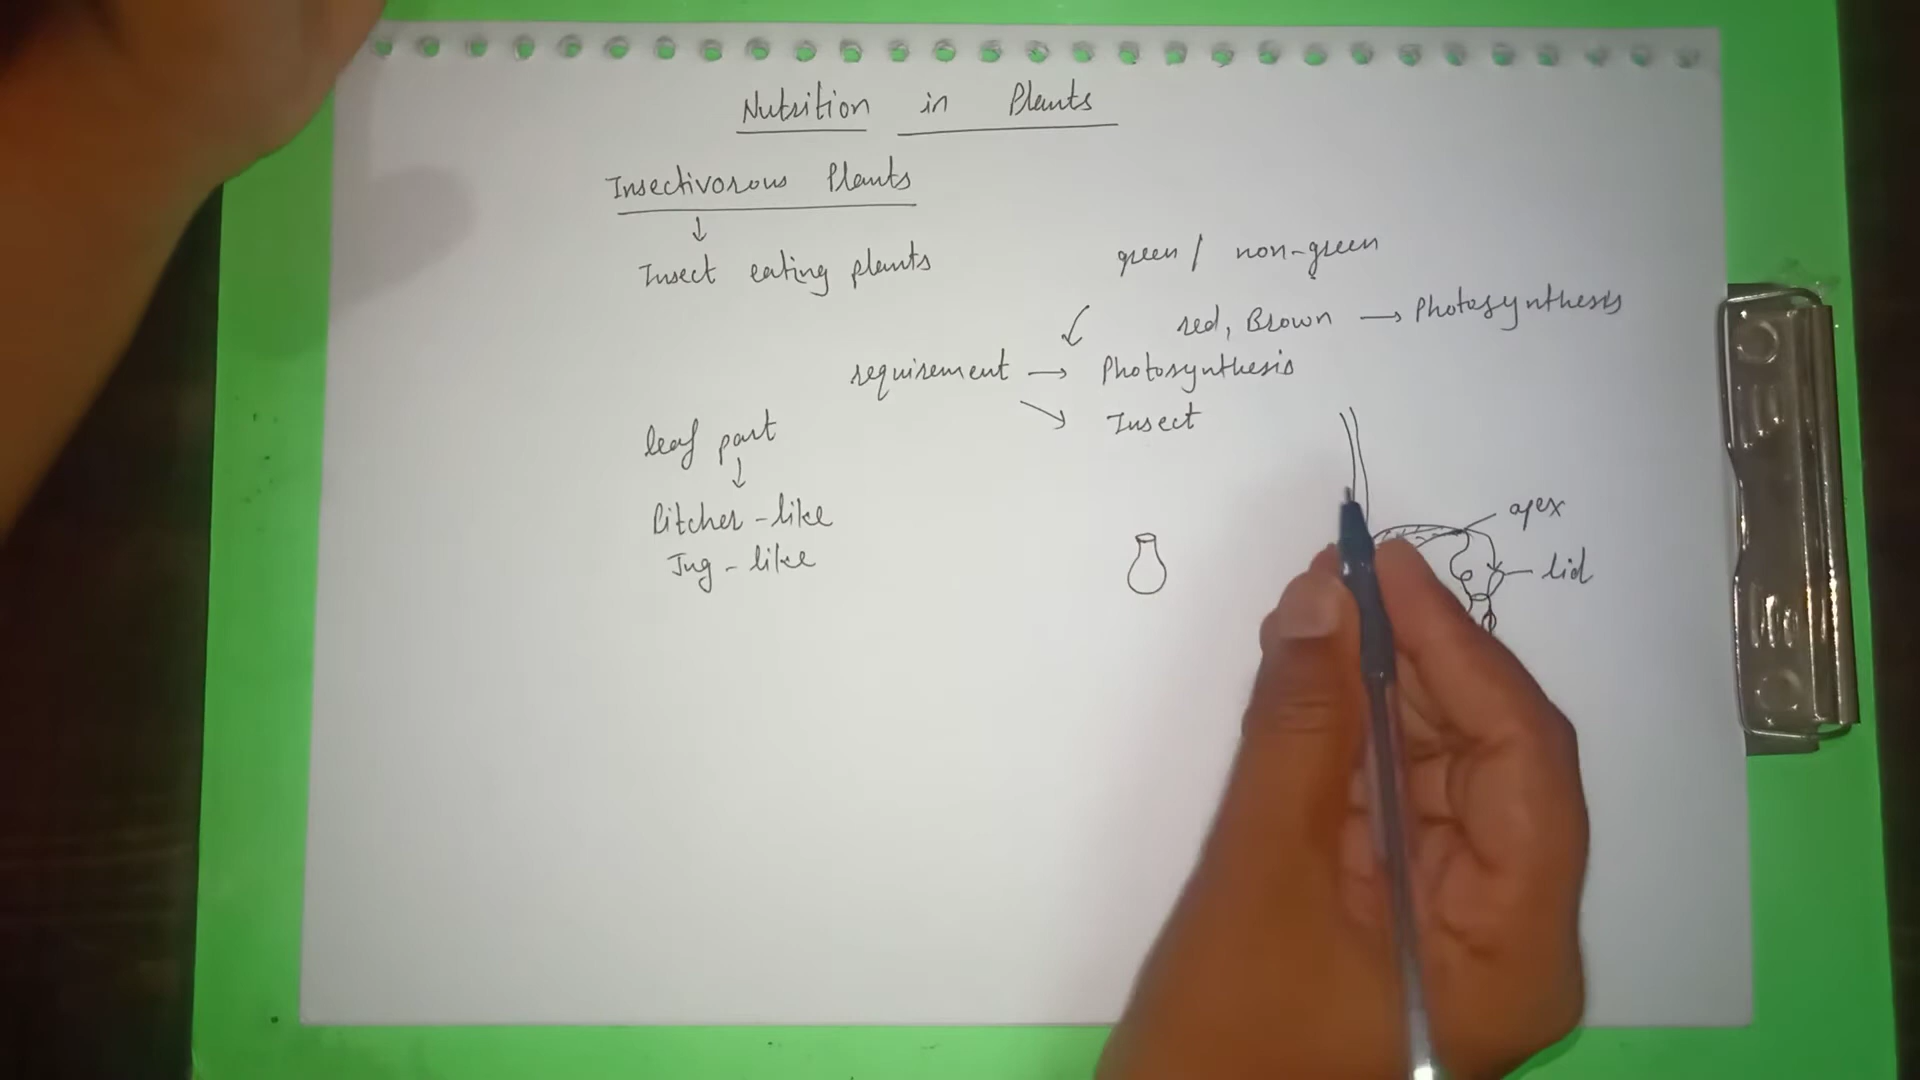 Nutrition in Plants
Insectivorous Plants
↓
Insect eating plants
green / non-green
red, Brown → Photosynthesis
requirement → Photosynthesis
Insect
leaf part
↓
Pitcher-like
Jug-like
apex
lid